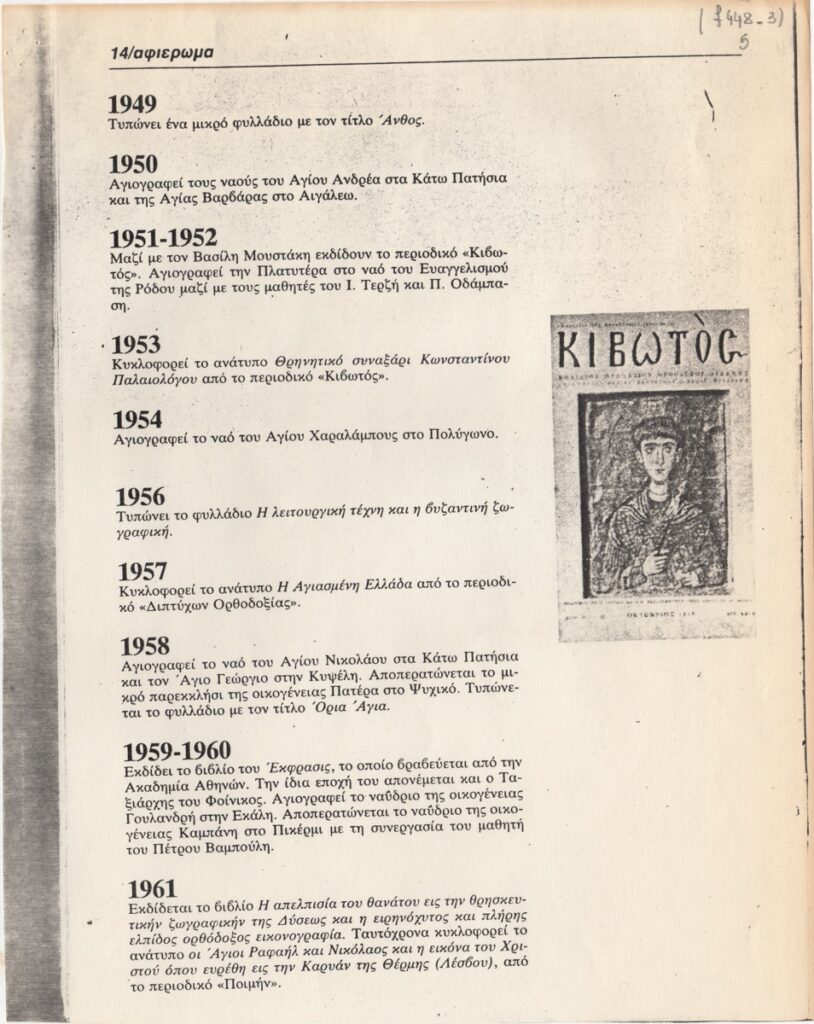 (f448-3)
5
14/αφιερωμα
1949
Τυπώνει ένα μικρό φυλλάδιο με τον τίτλο Ἄνθος.
1950
Αγιογραφεί τους ναούς του Αγίου Ανδρέα στα Κάτω Πατήσια
και της Αγίας Βαρβάρας στο Αιγάλεω.
1951-1952
Μαζί με τον Βασίλη Μουστάκη εκδίδουν το περιοδικό «Κιβω-
τός». Αγιογραφεί την Πλατυτέρα στο ναό του Ευαγγελισμού
της Ρόδου μαζί με τους μαθητές του Ι. Τερζή και Π. Οδάμπα-
ση.
1953
Κυκλοφορεί το ανάτυπο Θρηνητικό συναξάρι Κωνσταντίνου
Παλαιολόγου από το περιοδικό «Κιβωτός».
ΚΙΒΩΤῸΣ
1954
Αγιογραφεί το ναό του Αγίου Χαραλάμπους στο Πολύγωνο.
1956
Τυπώνει το φυλλάδιο Η λειτουργική τέχνη και η βυζαντινή ζω-
γραφική.
1957
Κυκλοφορεί το ανάτυπο Η Αγιασμένη Ελλάδα από το περιοδι-
κό «Διπτύχων Ορθοδοξίας».
1958
Αγιογραφεί το ναό του Αγίου Νικολάου στα Κάτω Πατήσια
και τον Ἅγιο Γεώργιο στην Κυψέλη. Αποπερατώνεται το μι-
κρό παρεκκλήσι της οικογένειας Πατέρα στο Ψυχικό. Τυπώνε-
ται το φυλλάδιο με τον τίτλο Ὅρια Ἅγια.
1959-1960
Εκδίδει το βιβλίο του Ἔκφρασις, το οποίο βραβεύεται από την
Ακαδημία Αθηνών. Την ίδια εποχή του απονέμεται και ο Τα-
ξιάρχης του Φοίνικος. Αγιογραφεί το ναΰδριο της οικογένειας
Γουλανδρή στην Εκάλη. Αποπερατώνεται το ναΰδριο της οικο-
γένειας Καμπάνη στο Πικέρμι με τη συνεργασία του μαθητή
του Πέτρου Βαμπούλη.
1961
Εκδίδεται το βιβλίο Η απελπισία του θανάτου εις την θρησκευ-
τικήν ζωγραφικήν της Δύσεως και η ειρηνόχυτος και πλήρης
ελπίδος ορθόδοξος εικονογραφία. Ταυτόχρονα κυκλοφορεί το
ανάτυπο οι Ἅγιοι Ραφαήλ και Νικόλαος και η εικόνα του Χρι-
στού όπου ευρέθη εις την Καρυάν της Θέρμης (Λέσβου), από
το περιοδικό «Ποιμήν».